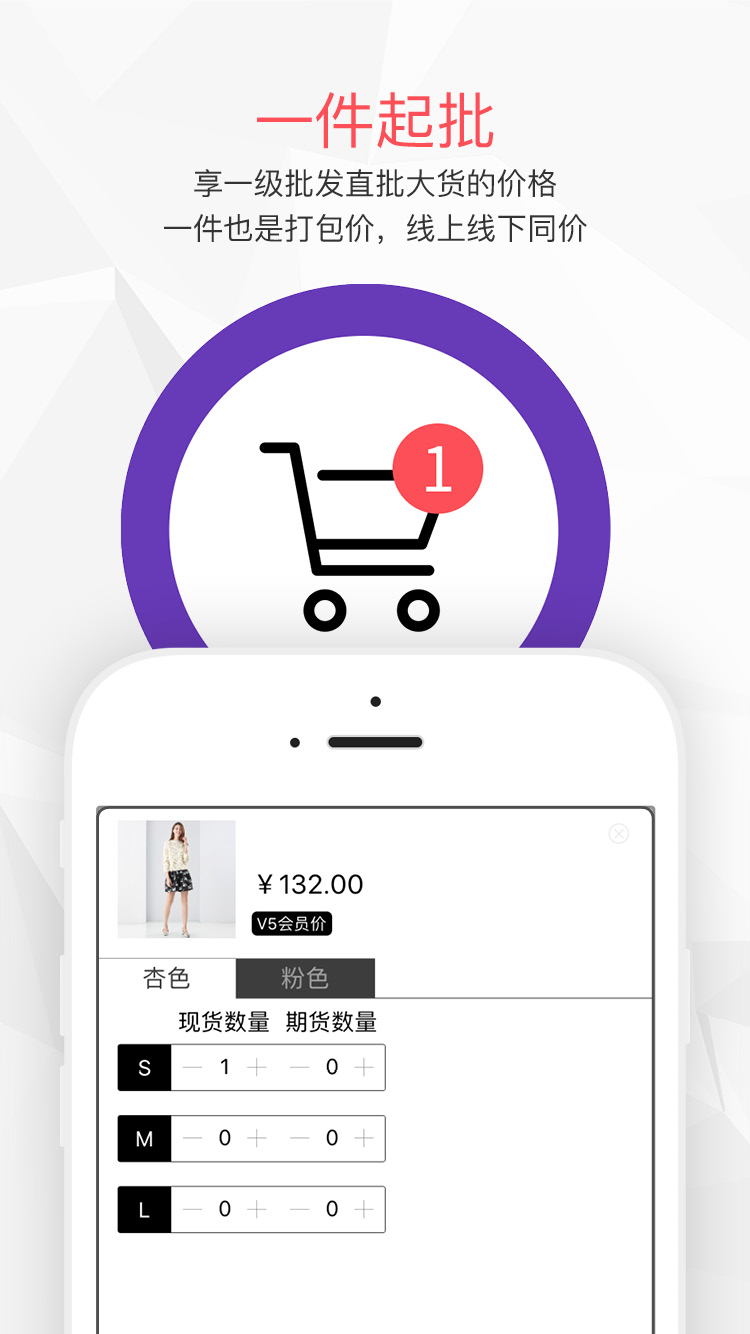 一件起批
享一级批发直批大货的价格
一件也是打包价，线上线下同价
1
￥132.00
V5会员价
杏色 粉色
现货数量 期货数量
S — 1 + — 0 +
M — 0 + — 0 +
L — 0 + — 0 +